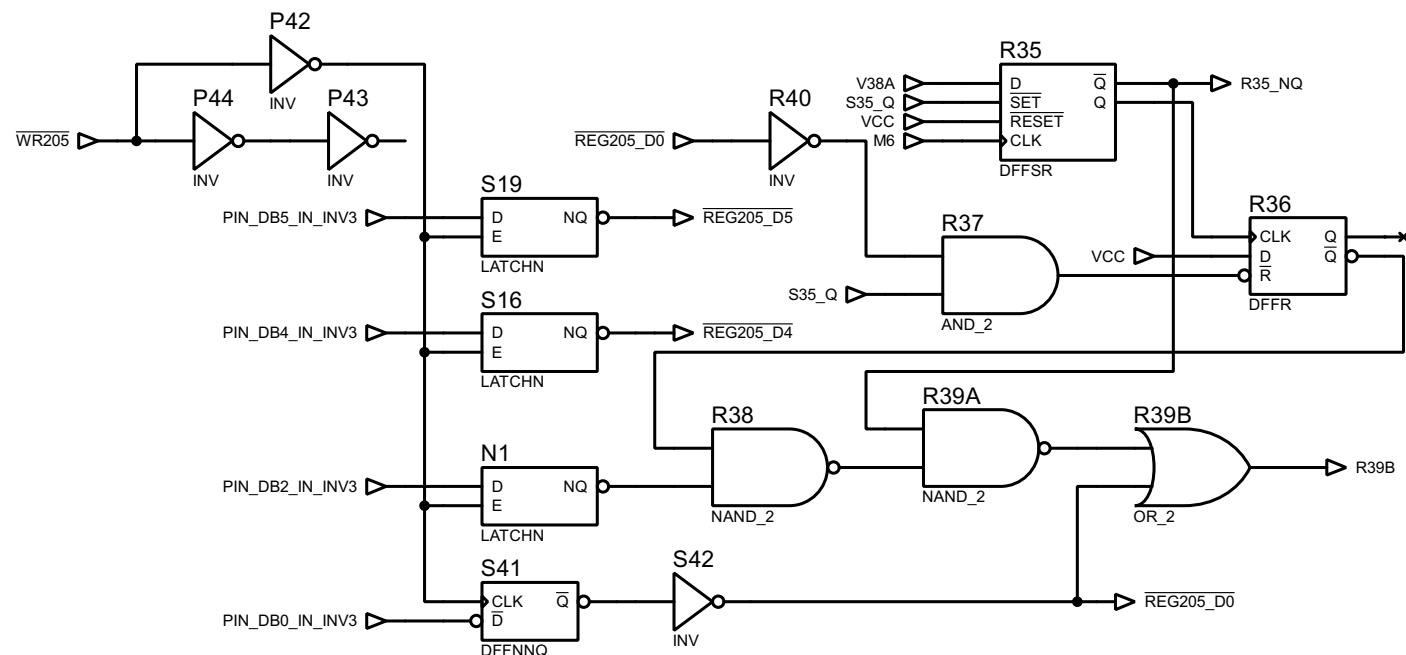 P42
INV
P44
INV
P43
INV
WR205
R40
INV
REG205_D0
R35
V38A
S35_Q
VCC
M6
D
SET
RESET
CLK
Q
Q
DFFSR
R35_NQ
S19
PIN_DB5_IN_INV3
D
E
NQ
LATCHN
REG205_D5
R37
S35_Q
AND_2
R36
VCC
CLK
D
R
Q
Q
DFFR
S16
PIN_DB4_IN_INV3
D
E
NQ
LATCHN
REG205_D4
R38
NAND_2
R39A
NAND_2
R39B
OR_2
R39B
N1
PIN_DB2_IN_INV3
D
E
NQ
LATCHN
S41
PIN_DB0_IN_INV3
CLK
D
Q
DFFNNQ
S42
INV
REG205_D0